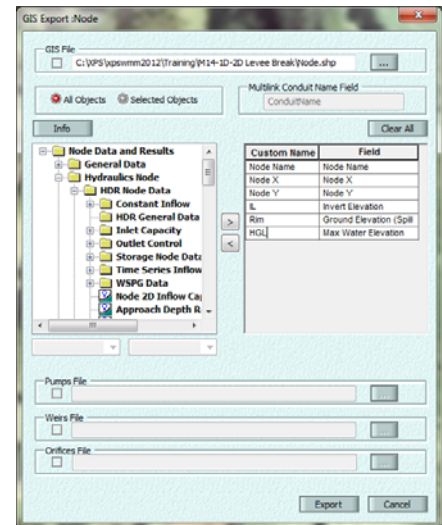 GIS Export :Node
GIS File
C:\XPS\xpswmm2012\Training\M14-1D-2D Levee Break\Node.shp
...
All Objects
Selected Objects
Multilink Conduit Name Field
ConduitName
Info
Clear All
Node Data and Results
General Data
Hydraulics Node
HDR Node Data
Constant Inflow
HDR General Data
Inlet Capacity
Outlet Control
Storage Node Data
Time Series Inflow
WSPG Data
Node 2D Inflow Ca
Approach Depth R
>
<
Custom Name Field
Node Name Node Name
Node X Node X
Node Y Node Y
IL Invert Elevation
Rim Ground Elevation (Spill
HGL Max Water Elevation
Pumps File
...
Weirs File
...
Orifices File
...
Export
Cancel